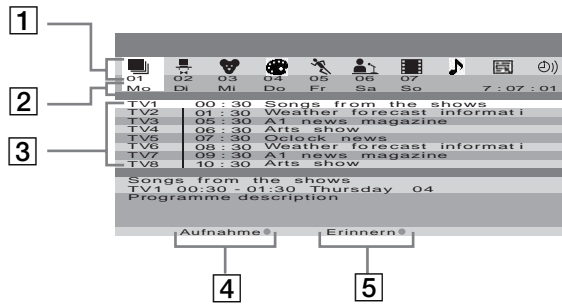 1
01 02 03 04 05 06 07
2
Mo Di Mi Do Fr Sa So 7 : 07 : 01
3
TV1 00 : 30 Songs from the shows
TV2 01 : 30 Weather forecast informati
TV3 05 : 30 A1 news magazine
TV4 06 : 30 Arts show
TV5 07 : 30 Oclock news
TV6 08 : 30 Weather forecast informati
TV7 09 : 30 A1 news magazine
TV8 10 : 30 Arts show
Songs from the shows
TV1 00:30 - 01:30 Thursday 04
Programme description
Aufnahme Erinnern
4 5